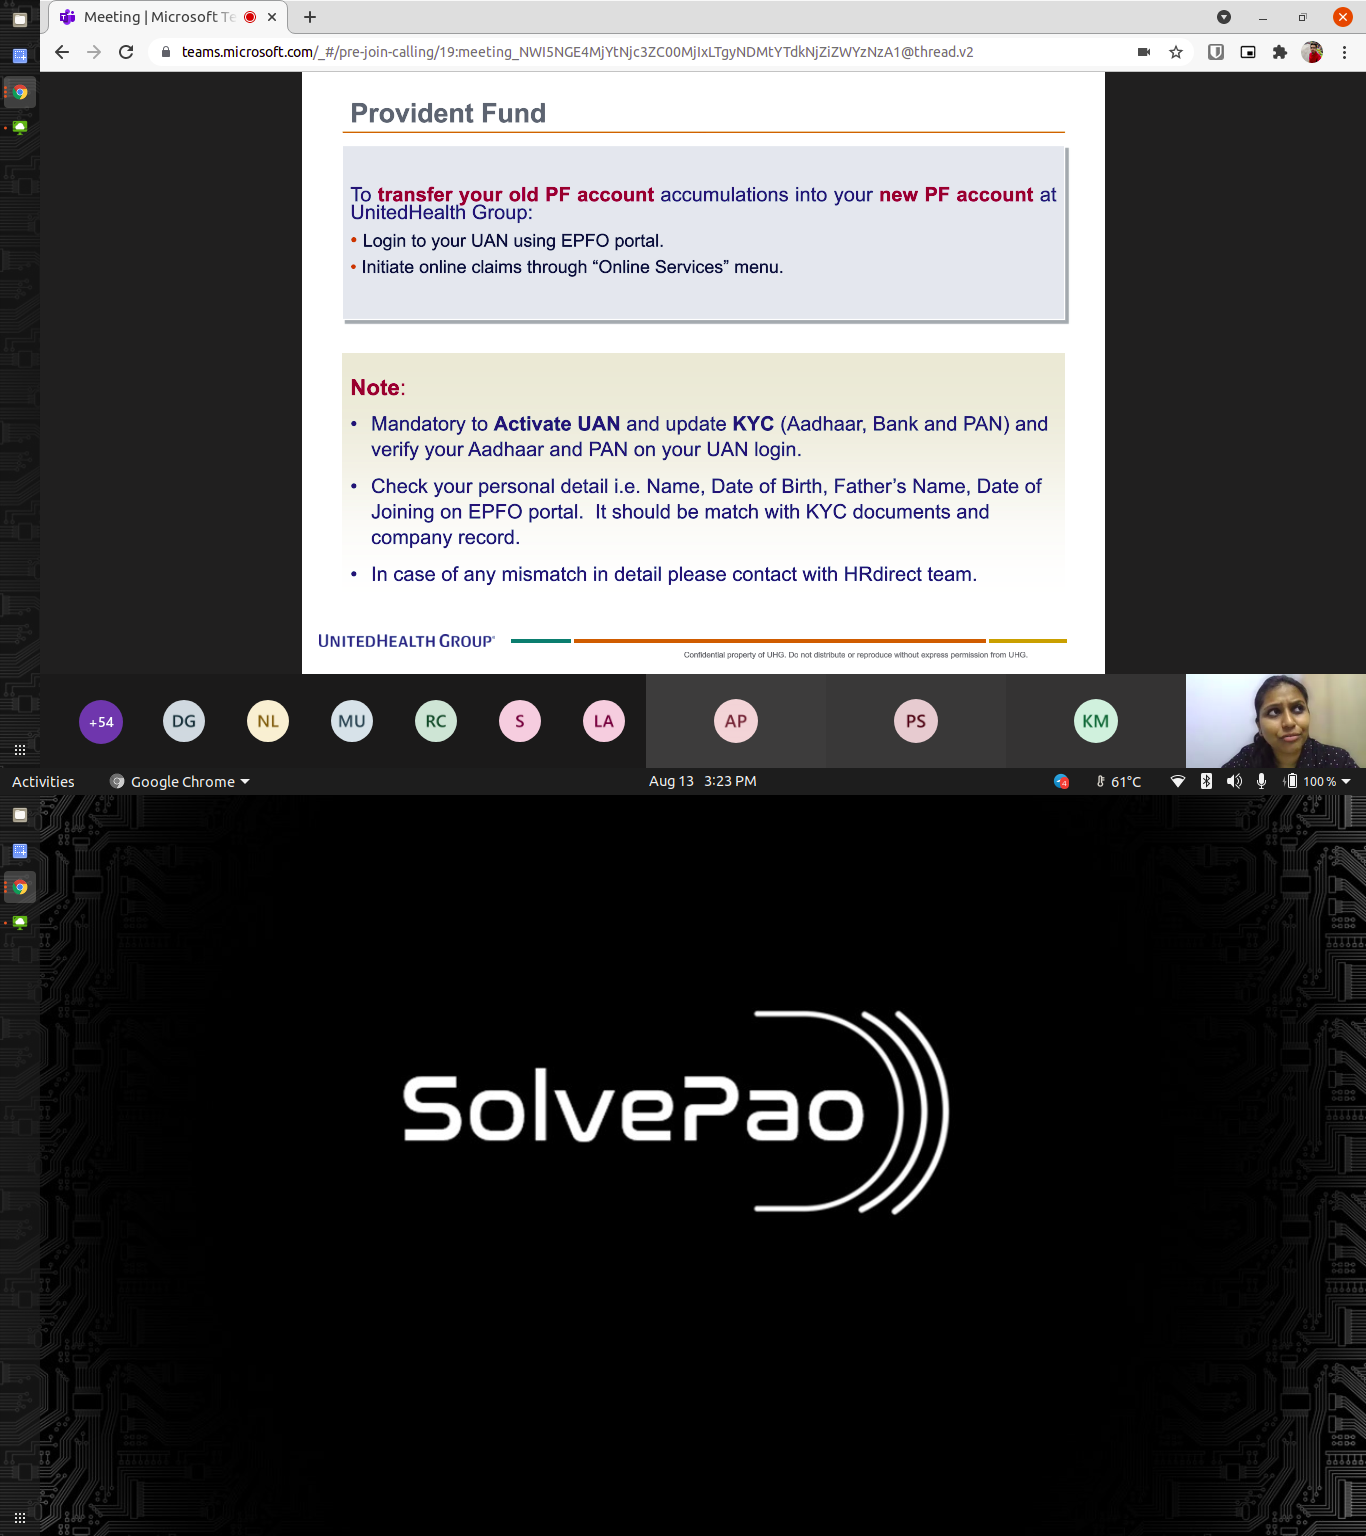 Meeting | Microsoft Te
teams.microsoft.com/_#/pre-join-calling/19:meeting_NWI5NGE4MjYtNjc3ZC00MjIxLTgyNDMtYTdkNjZiZWYzNzA1@thread.v2
Provident Fund
To transfer your old PF account accumulations into your new PF account at
UnitedHealth Group:
• Login to your UAN using EPFO portal.
• Initiate online claims through “Online Services” menu.
Note:
• Mandatory to Activate UAN and update KYC (Aadhaar, Bank and PAN) and
verify your Aadhaar and PAN on your UAN login.
• Check your personal detail i.e. Name, Date of Birth, Father’s Name, Date of
Joining on EPFO portal.  It should be match with KYC documents and
company record.
• In case of any mismatch in detail please contact with HRdirect team.
UNITEDHEALTH GROUP®
Confidential property of UHG. Do not distribute or reproduce without express permission from UHG.
+54 DG NL MU RC S LA AP PS KM
Activities Google Chrome Aug 13 3:23 PM 4 61°C 100 %
SolvePao